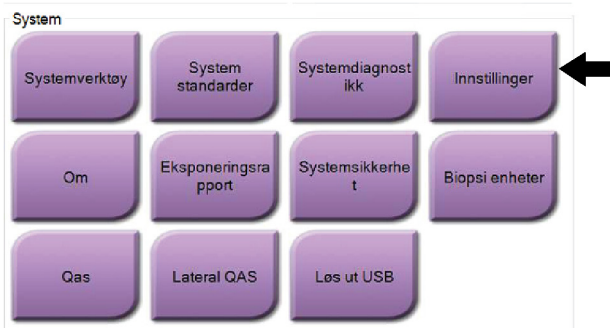 System
Systemverktøy
System
standarder
Systemdiagnost
ikk
Innstillinger
Om
Eksponeringsra
pport
Systemsikkerhe
t
Biopsi enheter
Qas
Lateral QAS
Løs ut USB